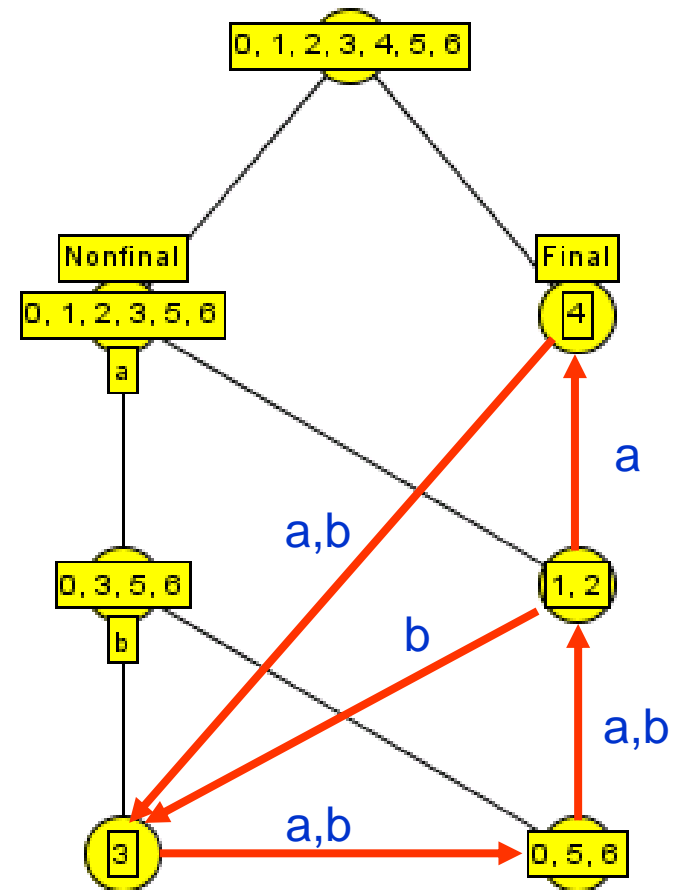 0, 1, 2, 3, 4, 5, 6
Nonfinal
Final
0, 1, 2, 3, 5, 6
4
a
a
a,b
0, 3, 5, 6
1, 2
b
b
a,b
a,b
3
0, 5, 6